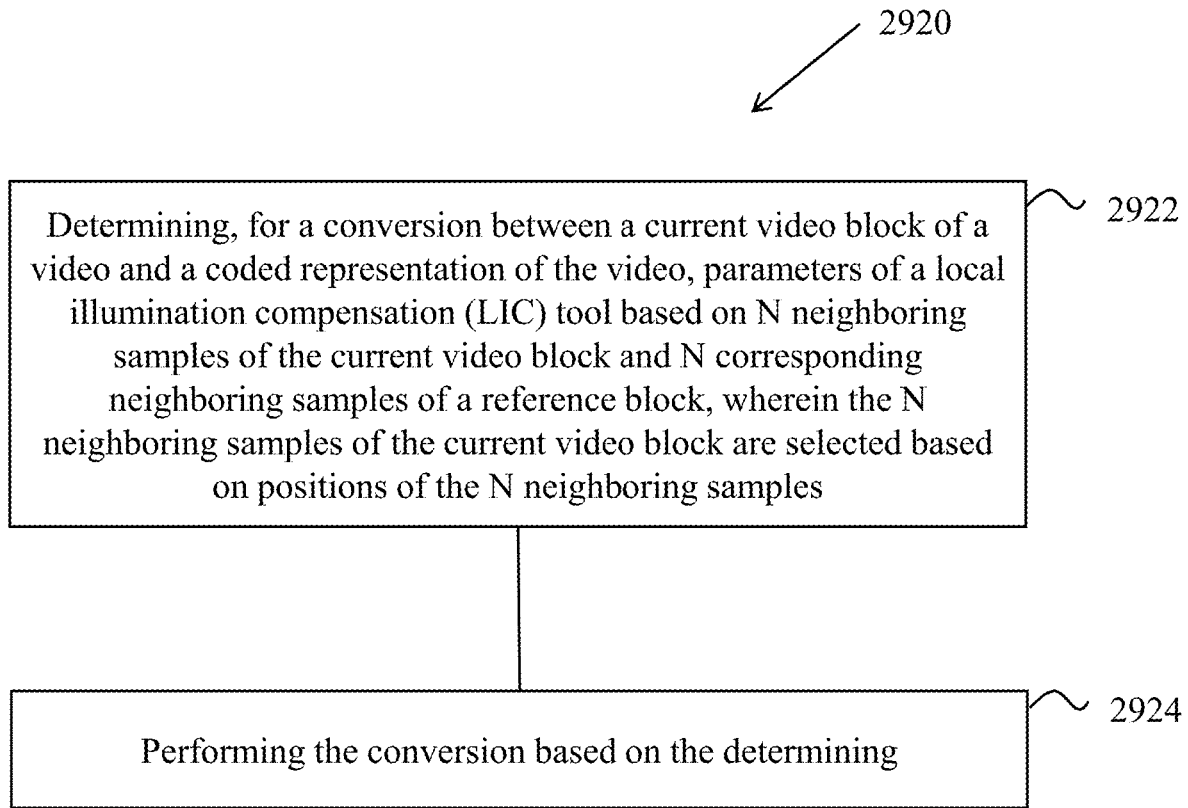 2920
Determining, for a conversion between a current video block of a
video and a coded representation of the video, parameters of a local
illumination compensation (LIC) tool based on N neighboring
samples of the current video block and N corresponding
neighboring samples of a reference block, wherein the N
neighboring samples of the current video block are selected based
on positions of the N neighboring samples
2922
Performing the conversion based on the determining
2924